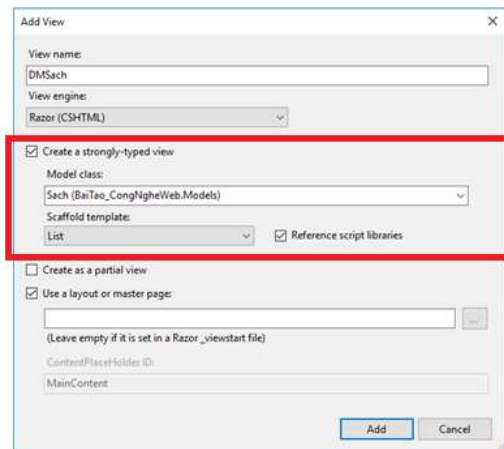 Add View
View name:
DMSach
View engine:
Razor (CSHTML)
Create a strongly-typed view
Model class:
Sach (BaiTao_CongNgheWeb.Models)
Scaffold template:
List
Reference script libraries
Create as a partial view
Use a layout or master page:
...
(Leave empty if it is set in a Razor _viewstart file)
ContentPlaceHolder ID:
MainContent
Add Cancel